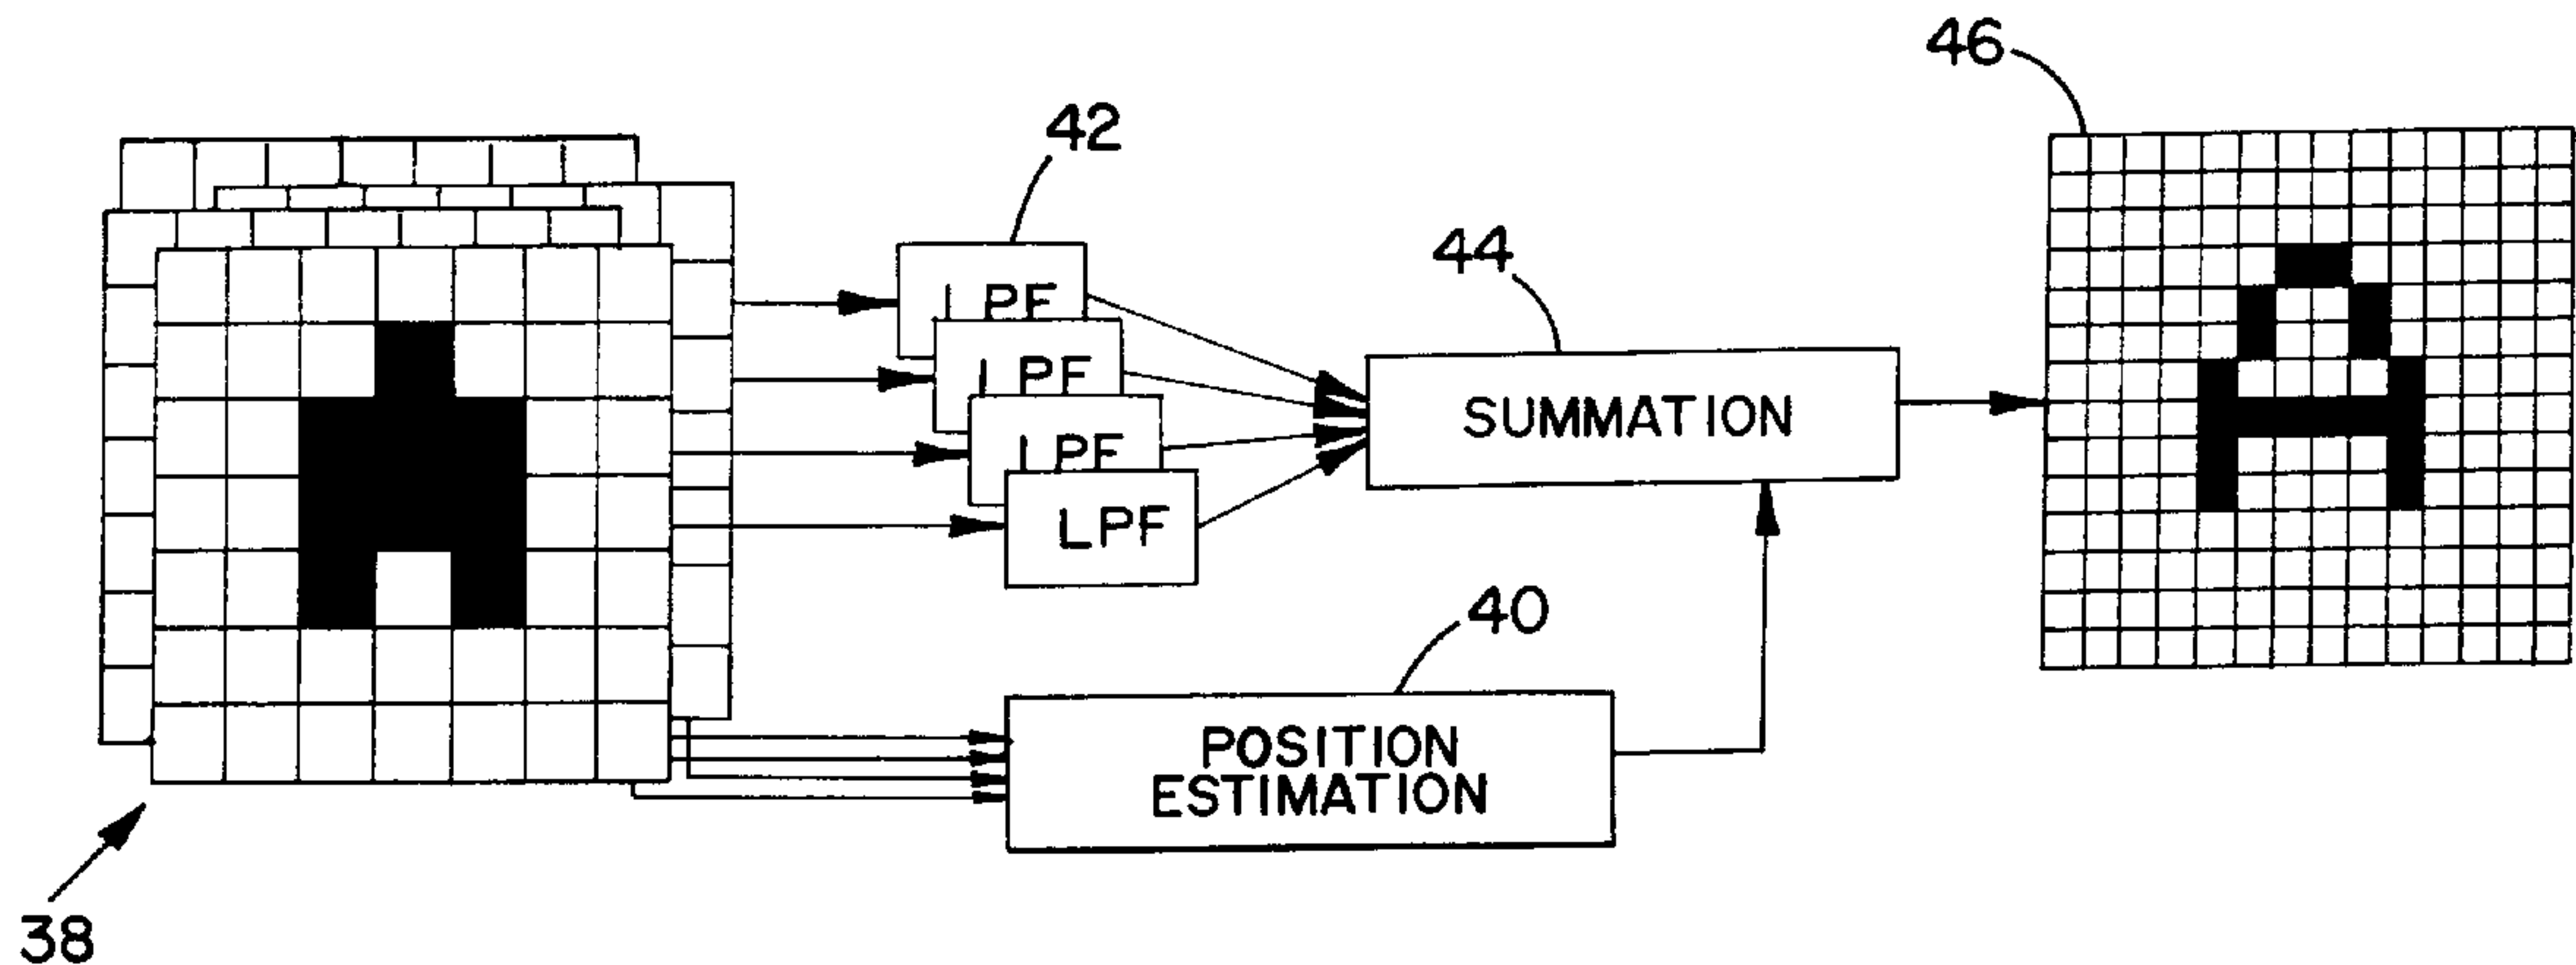 46
42
44
LPF
LPF
LPF
LPF
SUMMATION
40
POSITION
ESTIMATION
38